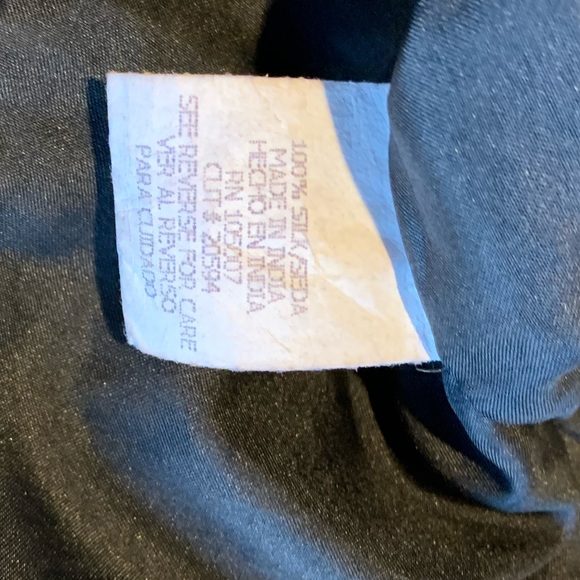 100% SILK/SEDA
MADE IN INDIA
HECHO EN INDIA
RN 105007
CUT # 20594
SEE REVERSE FOR CARE
VER AL REVERSO
PARA CUIDADO